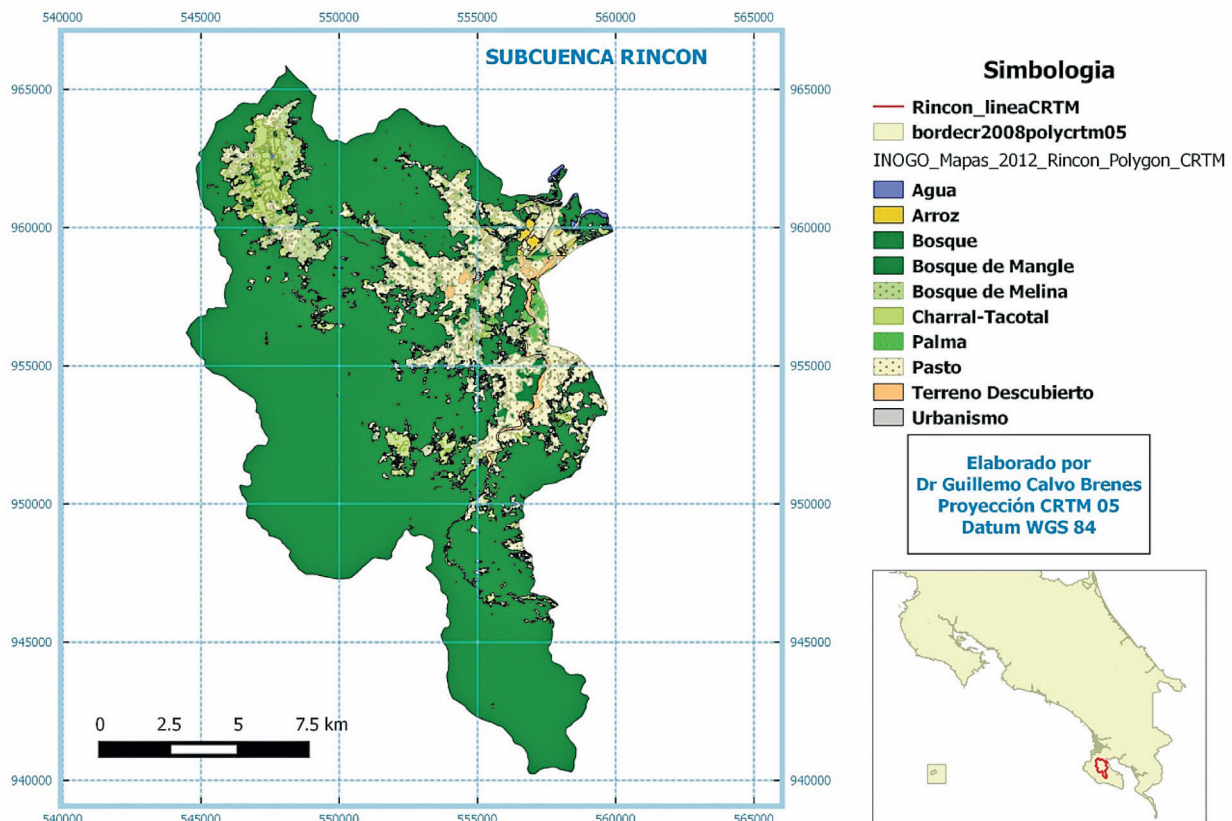 540000 545000 550000 555000 560000 565000
SUBCUENCA RINCON
965000 965000
960000 960000
955000 955000
950000 950000
945000 945000
940000 940000
0 2.5 5 7.5 km
540000 545000 550000 555000 560000 565000
Simbologia
Rincon_lineaCRTM
bordecr2008polycrtm05
INOGO_Mapas_2012_Rincon_Polygon_CRTM
Agua
Arroz
Bosque
Bosque de Mangle
Bosque de Melina
Charral-Tacotal
Palma
Pasto
Terreno Descubierto
Urbanismo
Elaborado por
Dr Guillemo Calvo Brenes
Proyección CRTM 05
Datum WGS 84